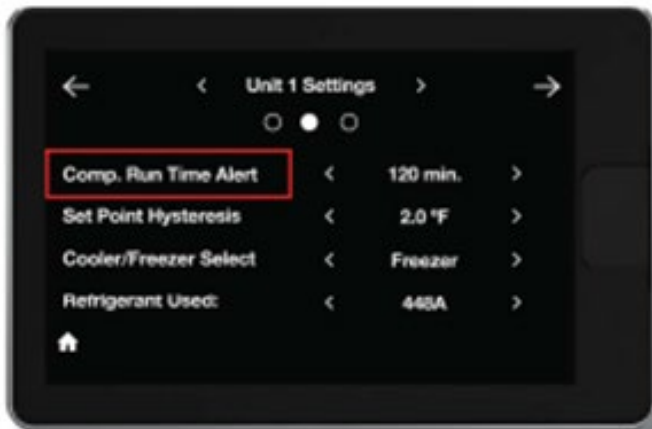 Unit 1 Settings
Comp. Run Time Alert 120 min.
Set Point Hysteresis 2.0 °F
Cooler/Freezer Select Freezer
Refrigerant Used: 448A